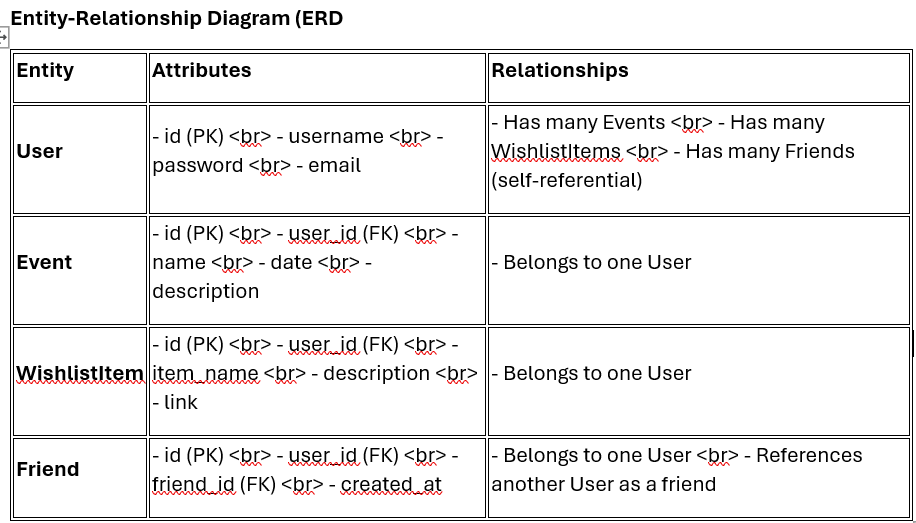 Entity-Relationship Diagram (ERD
Entity
Attributes
Relationships
User
- id (PK) <br> - username <br> -
password <br> - email
- Has many Events <br> - Has many
WishlistItems <br> - Has many Friends
(self-referential)
Event
- id (PK) <br> - user_id (FK) <br> -
name <br> - date <br> -
description
- Belongs to one User
WishlistItem
- id (PK) <br> - user_id (FK) <br> -
item_name <br> - description <br>
- link
- Belongs to one User
Friend
- id (PK) <br> - user_id (FK) <br> -
friend_id (FK) <br> - created_at
- Belongs to one User <br> - References
another User as a friend